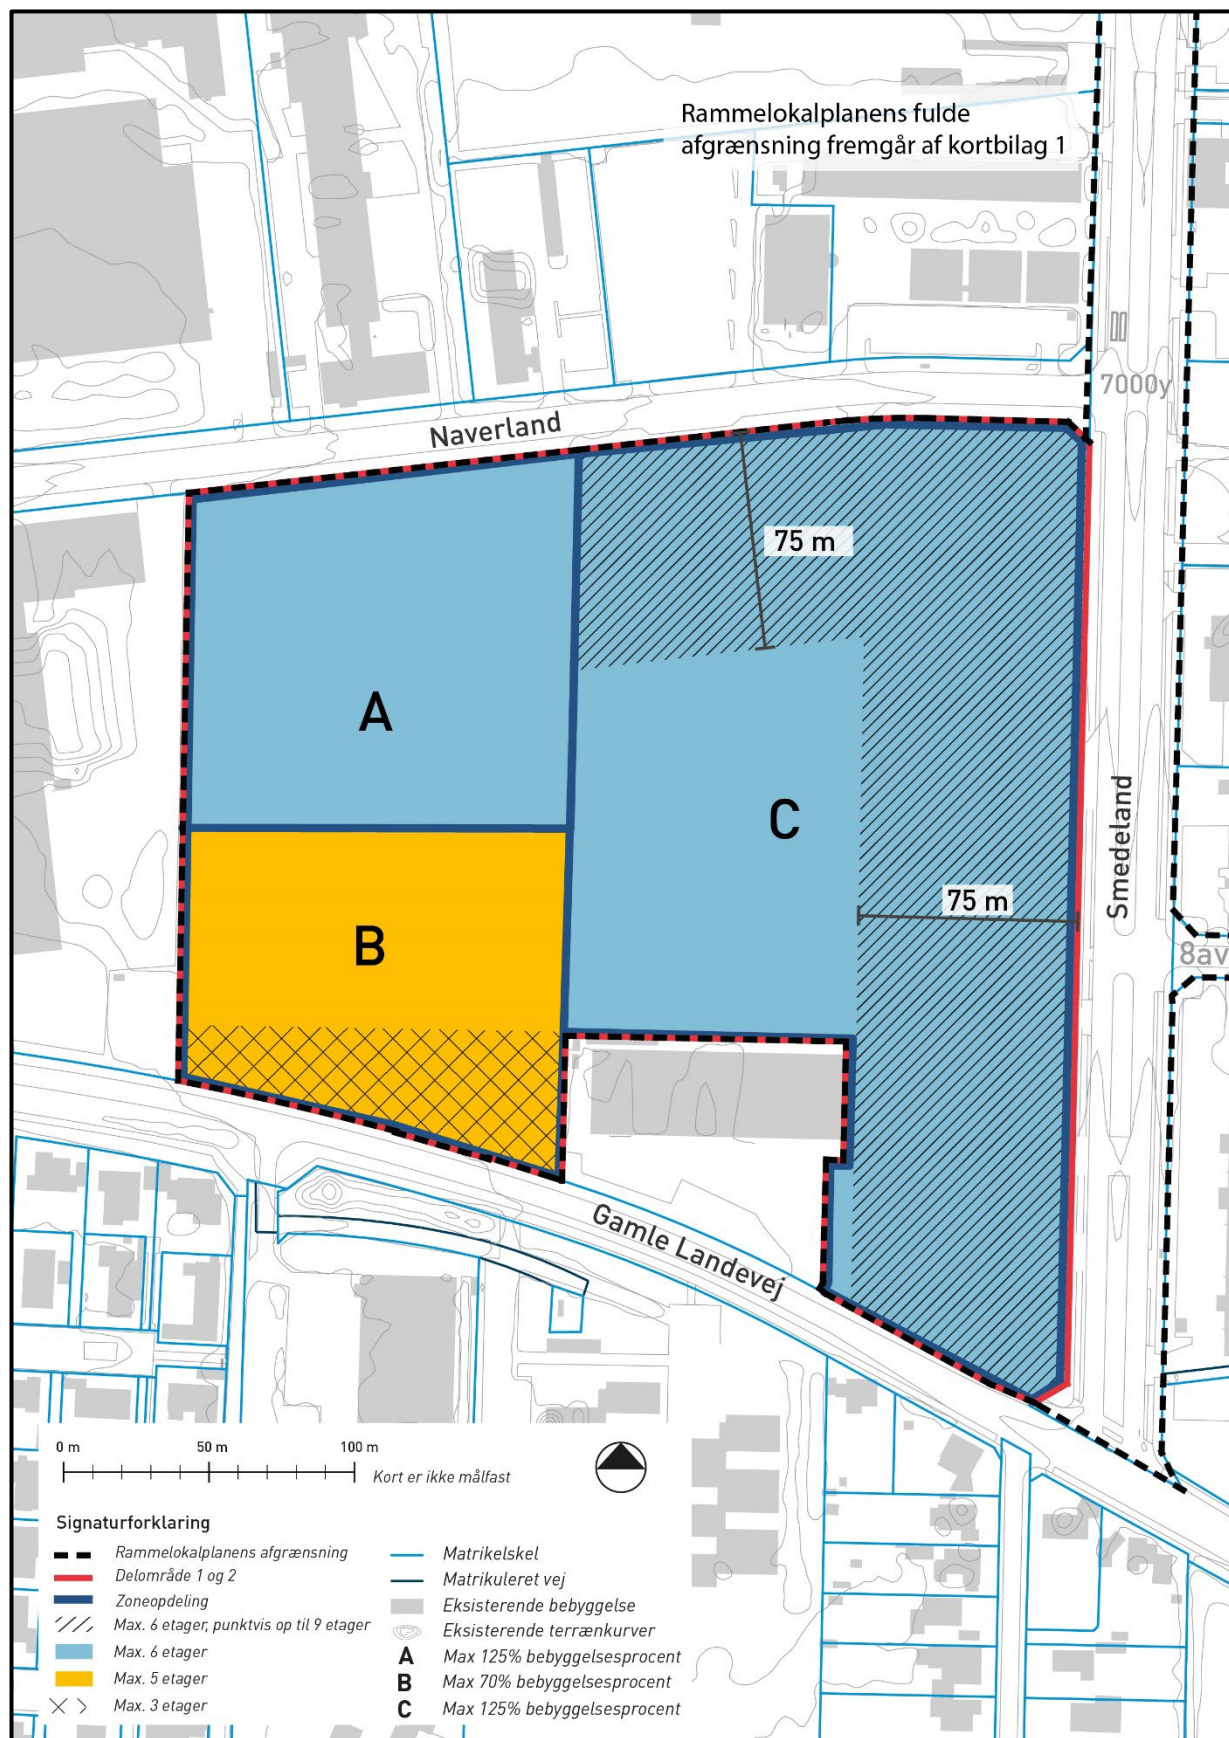 Rammelokalplanens fulde
afgrænsning fremgår af kortbilag 1
7000y
Naverland
75 m
A
C
Smedeland
75 m
B
8av
Gamle Landevej
0 m 50 m 100 m
Kort er ikke målfast
Signaturforklaring
Rammelokalplanens afgrænsning
Delområde 1 og 2
Zoneopdeling
Max. 6 etager, punktvis op til 9 etager
Max. 6 etager
Max. 5 etager
Max. 3 etager
Matrikelskel
Matrikuleret vej
Eksisterende bebyggelse
Eksisterende terrænkurver
A Max 125% bebyggelsesprocent
B Max 70% bebyggelsesprocent
C Max 125% bebyggelsesprocent